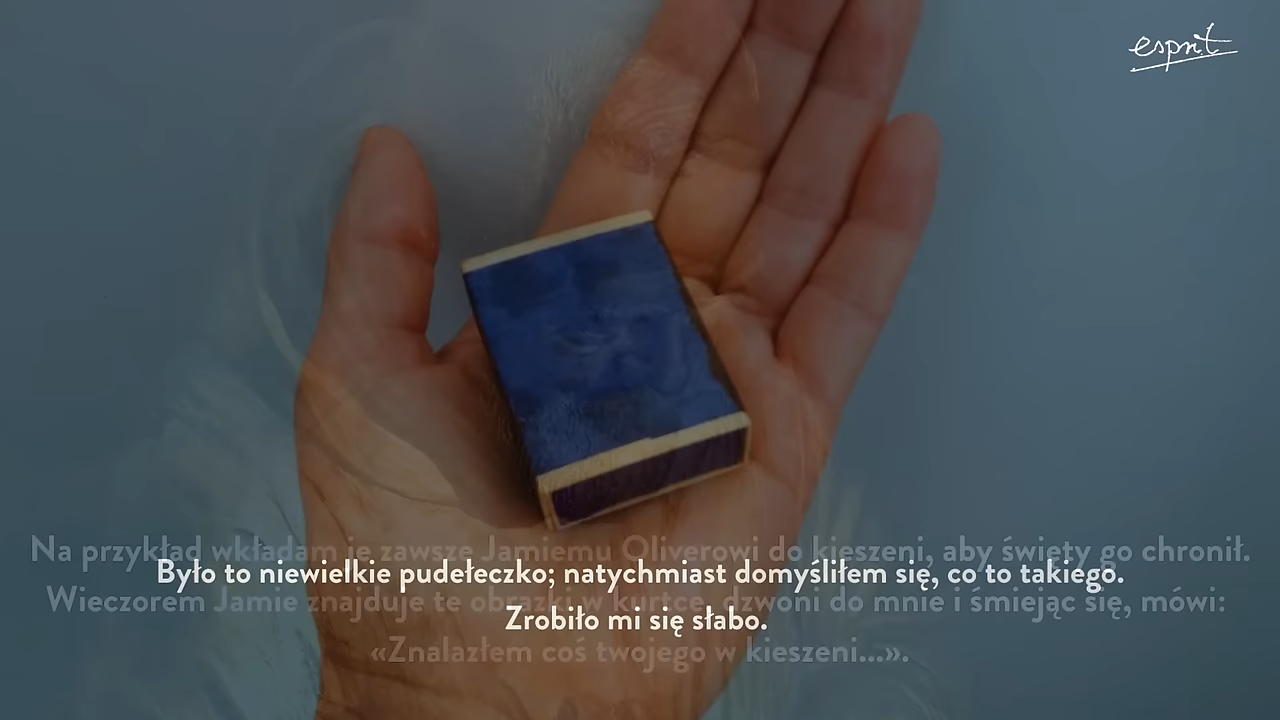 esprit
Na przykład wkładam je zawsze Jamiemu Oliverowi do kieszeni, aby święty go chronił.
Było to niewielkie pudełeczko; natychmiast domyśliłem się, co to takiego.
Wieczorem Jamie znajduje te obrazki w kurtce, dzwoni do mnie i śmiejąc się, mówi:
Zrobiło mi się słabo.
«Znalazłem coś twojego w kieszeni...».